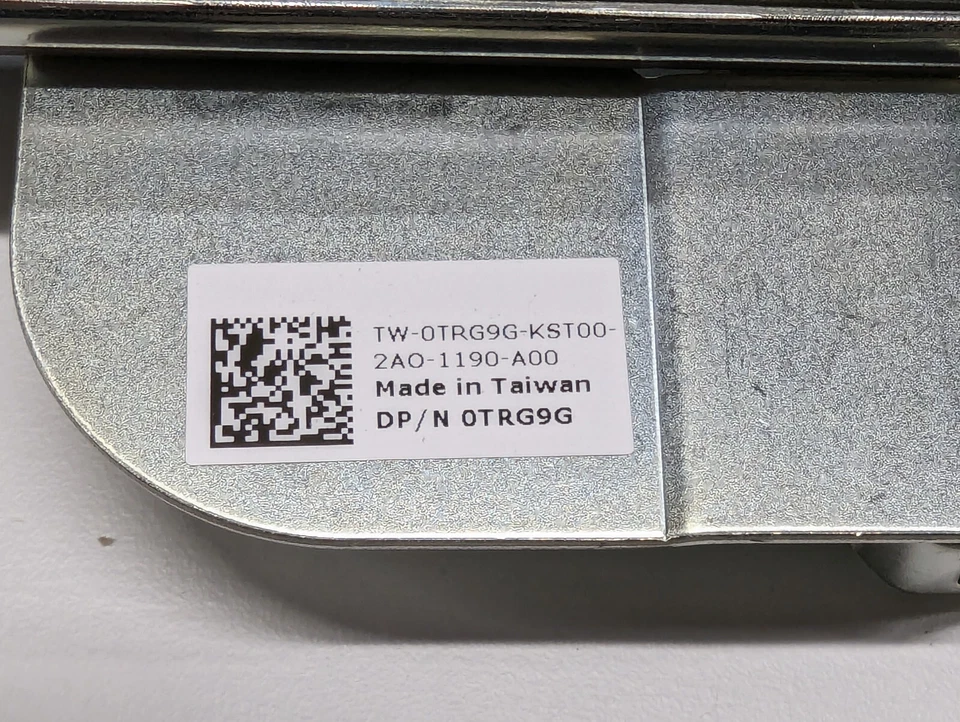 TW-0TRG9G-KST00-
2AO-1190-A00
Made in Taiwan
DP/N 0TRG9G